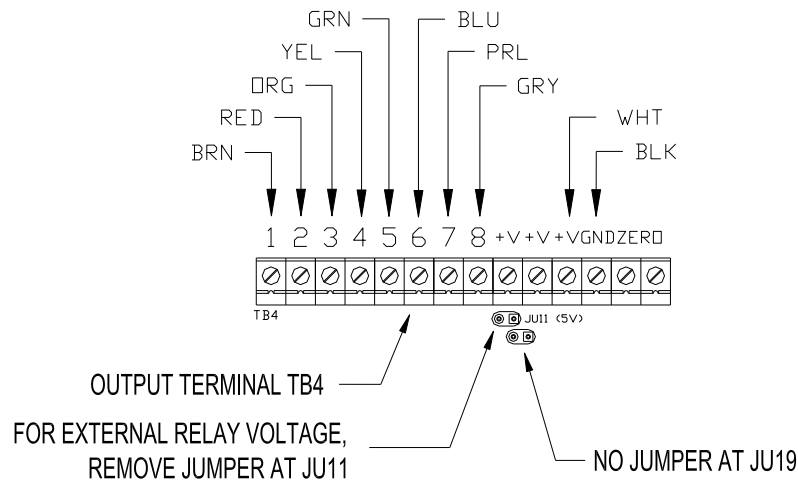 GRN BLU
YEL PRL
ORG GRY
RED WHT
BRN BLK
1 2 3 4 5 6 7 8 +V +V +V GND ZERO
TB4
JU11 (5V)
OUTPUT TERMINAL TB4
FOR EXTERNAL RELAY VOLTAGE,
REMOVE JUMPER AT JU11
NO JUMPER AT JU19